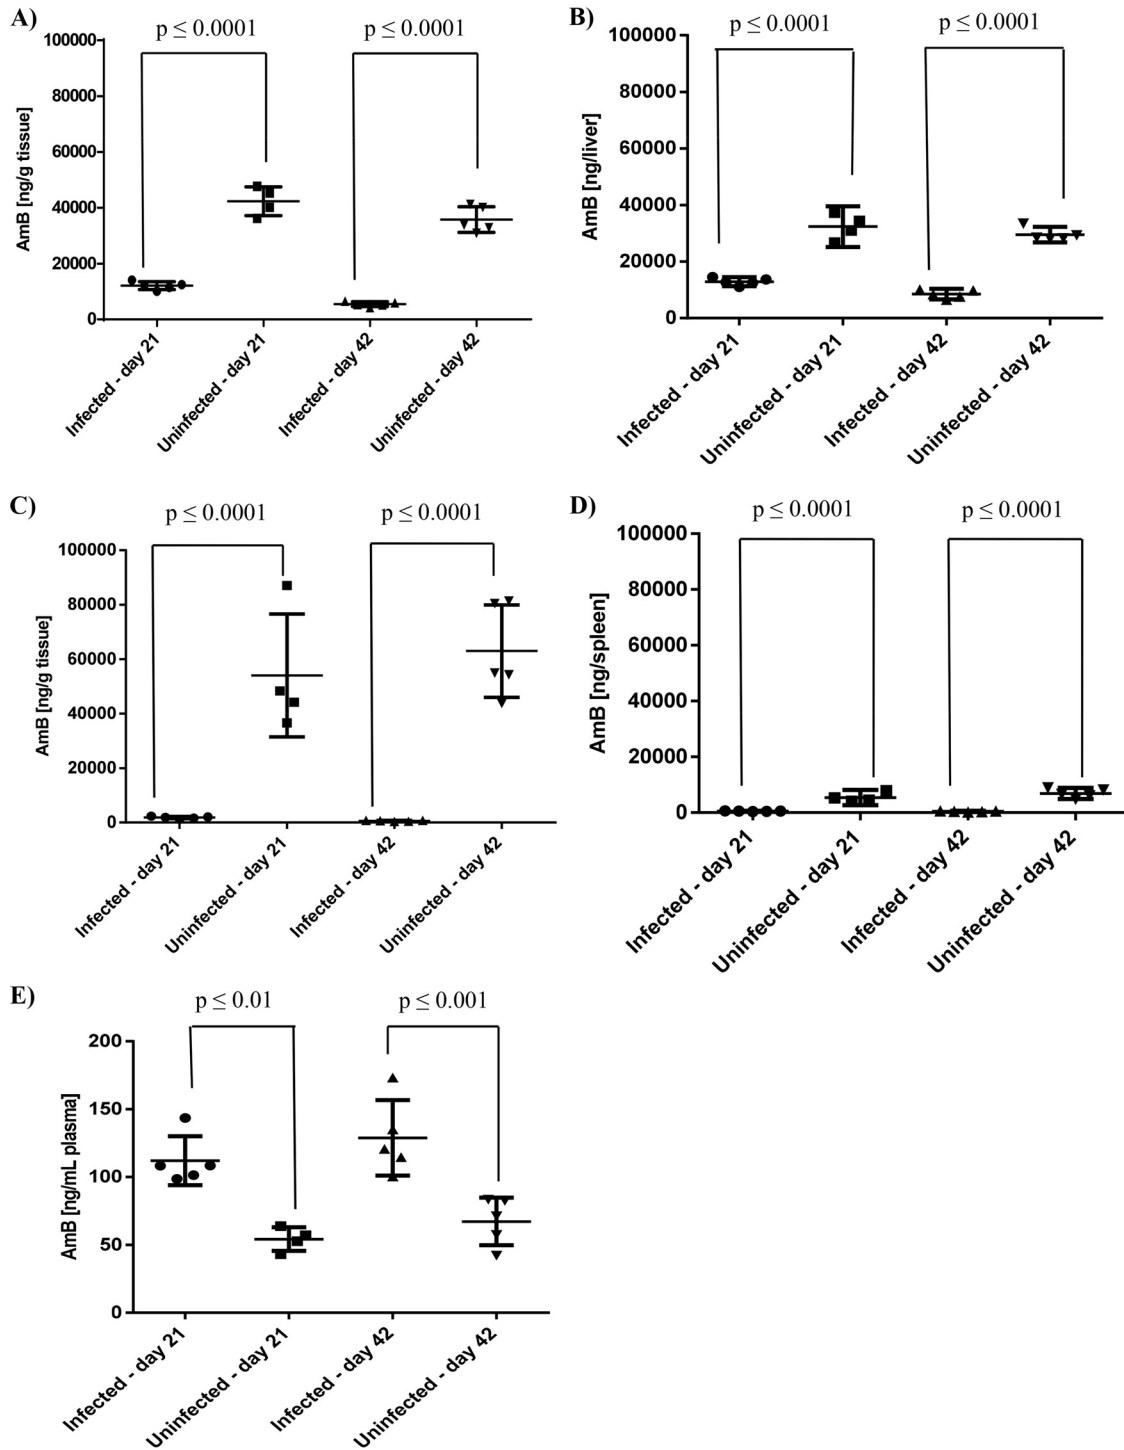 A)
p ≤ 0.0001
p ≤ 0.0001
AmB [ng/g tissue]
100000
80000
60000
40000
20000
0
Infected - day 21
Uninfected - day 21
Infected - day 42
Uninfected - day 42
B)
p ≤ 0.0001
p ≤ 0.0001
AmB [ng/liver]
100000
80000
60000
40000
20000
0
Infected - day 21
Uninfected - day 21
Infected - day 42
Uninfected - day 42
C)
p ≤ 0.0001
p ≤ 0.0001
AmB [ng/g tissue]
100000
80000
60000
40000
20000
0
Infected - day 21
Uninfected - day 21
Infected - day 42
Uninfected - day 42
D)
p ≤ 0.0001
p ≤ 0.0001
AmB [ng/spleen]
100000
80000
60000
40000
20000
0
Infected - day 21
Uninfected - day 21
Infected - day 42
Uninfected - day 42
E)
p ≤ 0.01
p ≤ 0.001
AmB [ng/mL plasma]
200
150
100
50
0
Infected - day 21
Uninfected - day 21
Infected - day 42
Uninfected - day 42